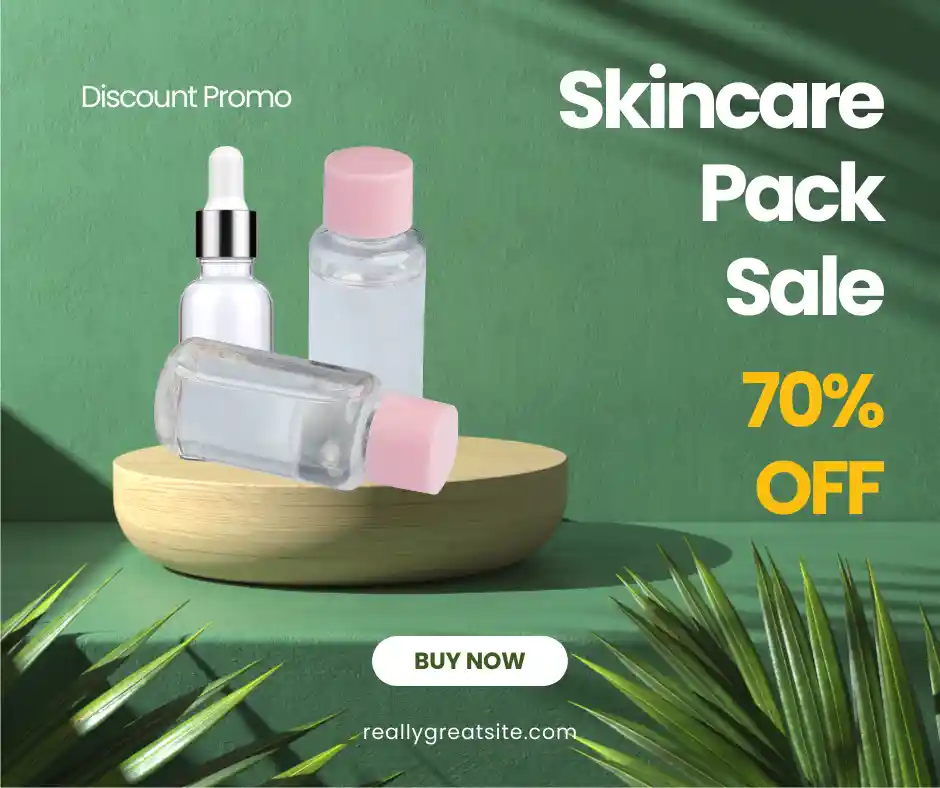 Discount Promo
Skincare
Pack
Sale
70%
OFF
BUY NOW
reallygreatsite.com